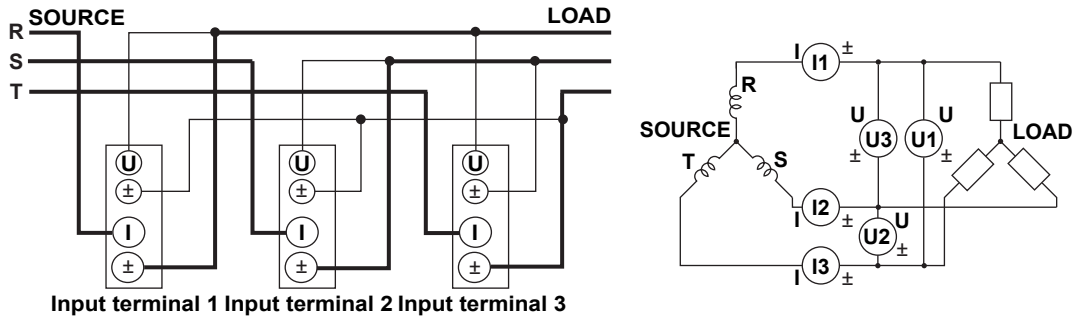 SOURCE LOAD
R
S
T
U U U
± ± ±
I I I
± ± ±
Input terminal 1 Input terminal 2 Input terminal 3
I I1 ±
R
SOURCE
U U
U3 U1 LOAD
± ±
T S
I I2 ± U
U2 ±
I I3 ±